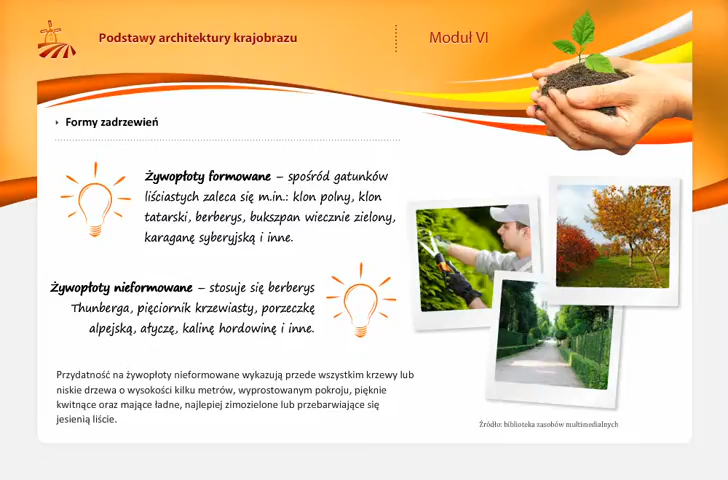 Podstawy architektury krajobrazu
Moduł VI
Formy zadrzewień
Żywopłoty formowane – spośród gatunków
liściastych zaleca się m.in.: klon polny, klon
tatarski, berberys, bukszpan wiecznie zielony,
karaganę syberyjską i inne.
Żywopłoty nieformowane – stosuje się berberys
Thunberga, pięciornik krzewiasty, porzeczkę
alpejską, ałyczę, kalinę hordowinę i inne.
Przydatność na żywopłoty nieformowane wykazują przede wszystkim krzewy lub
niskie drzewa o wysokości kilku metrów, wyprostowanym pokroju, pięknie
kwitnące oraz mające ładne, najlepiej zimozielone lub przebarwiające się
jesienią liście.
Źródło: biblioteka zasobów multimedialnych